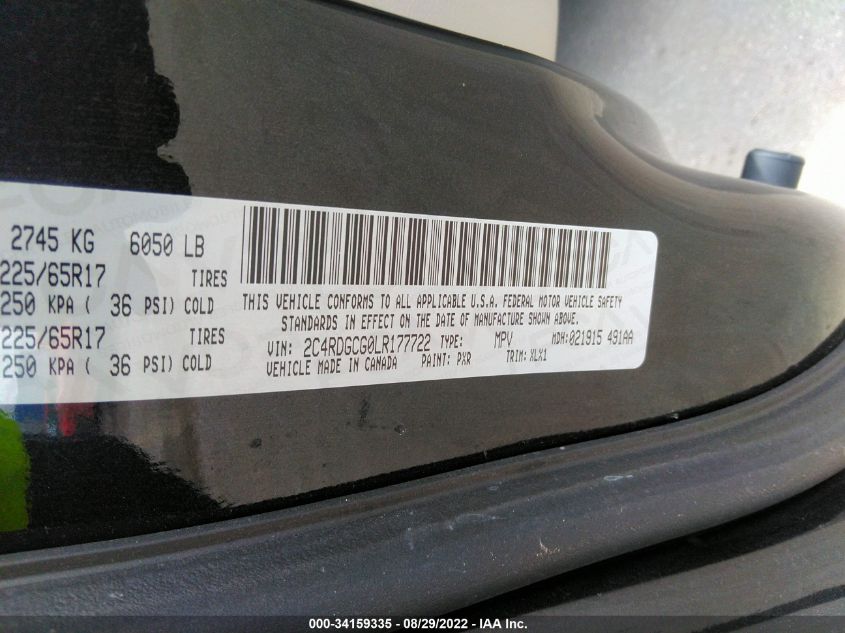 2745 KG 6050 LB
225/65R17 TIRES
250 KPA ( 36 PSI) COLD
225/65R17 TIRES
250 KPA ( 36 PSI) COLD
THIS VEHICLE CONFORMS TO ALL APPLICABLE U.S.A. FEDERAL MOTOR VEHICLE SAFETY
STANDARDS IN EFFECT ON THE DATE OF MANUFACTURE SHOWN ABOVE.
VIN: 2C4RDGCG0LR177722 TYPE: MPV MDH:021915 491AA
VEHICLE MADE IN CANADA PAINT: PXR TRIM: XLX1
000-34159335 - 08/29/2022 - IAA Inc.